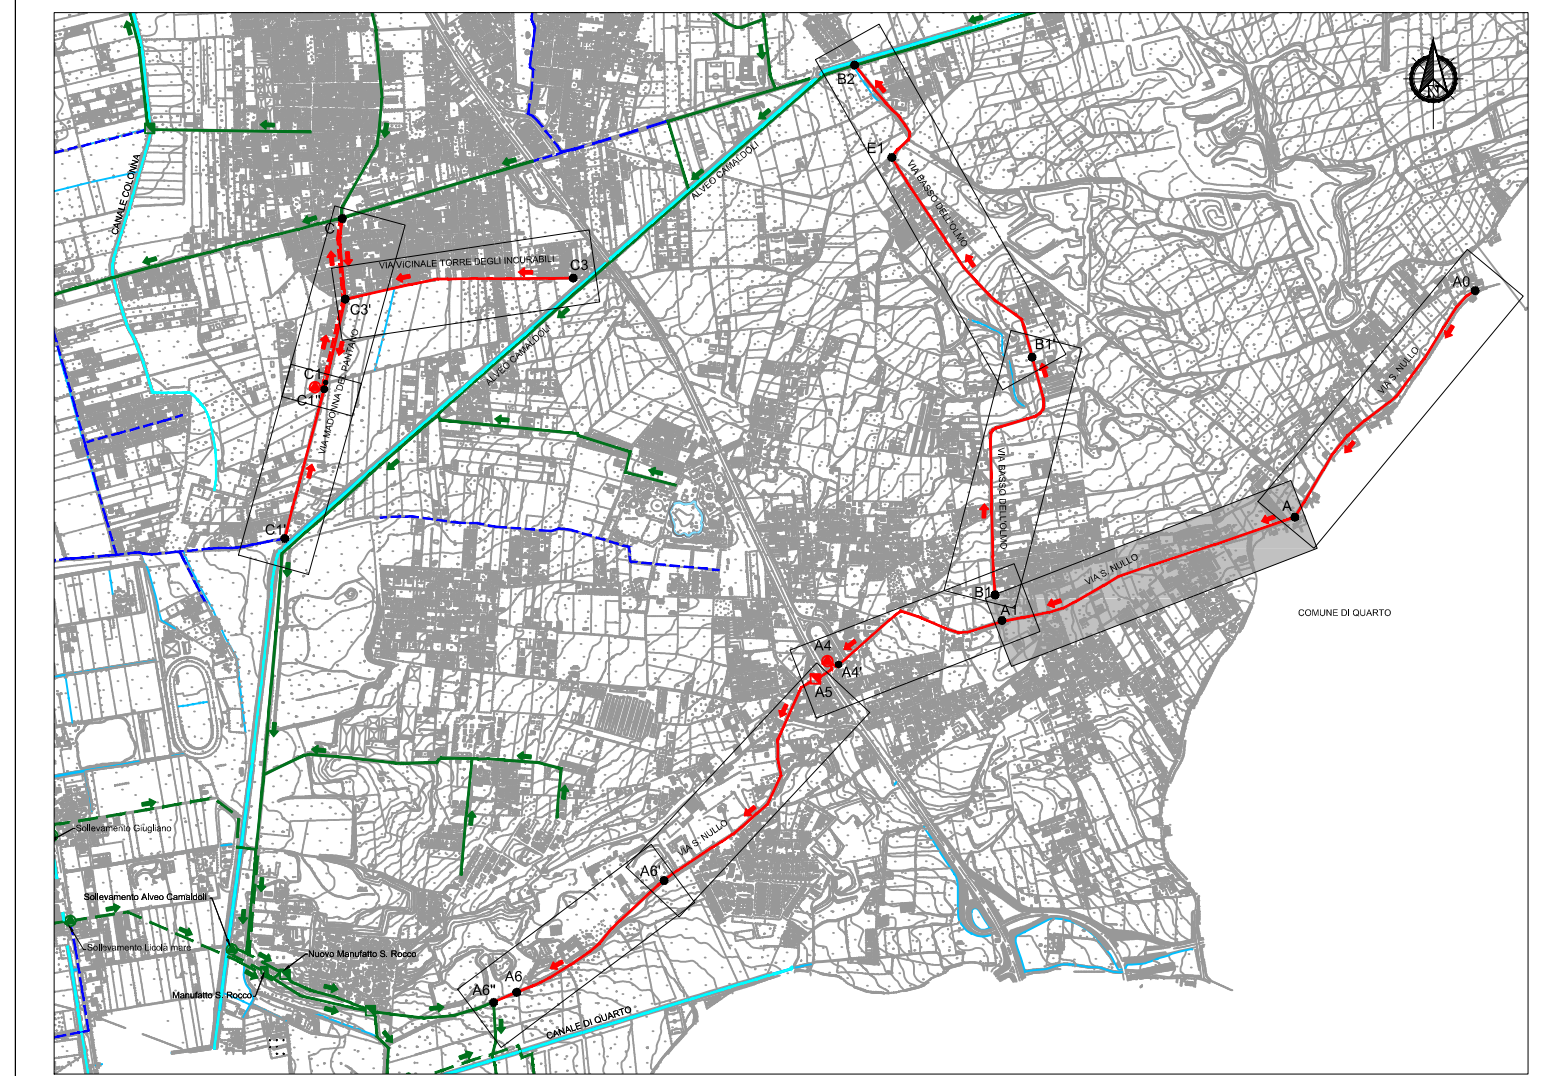 B2
E1
CANALE COLONNA
ALVEO CAMALDOLI
VIA BASSO DELL'OLMO
C
VIA VICINALE TORRE DEGLI INCURABILI
C3
A0
C3'
ALVEO CAMALDOLI
B1'
VIA S. NULLO
VIA MADONNA DEL PANTANO
C1
C1"
VIA BASSO DELL'OLMO
A
C1'
VIA S. NULLO
B1
A1
COMUNE DI QUARTO
A4
A4'
A5
Sollevamento Giugliano
VIA S. NULLO
A6'
Sollevamento Alveo Camaldoli
Sollevamento Licola mare
Nuovo Manufatto S. Rocco
A6
A6"
Manufatto S. Rocco
CANALE DI QUARTO